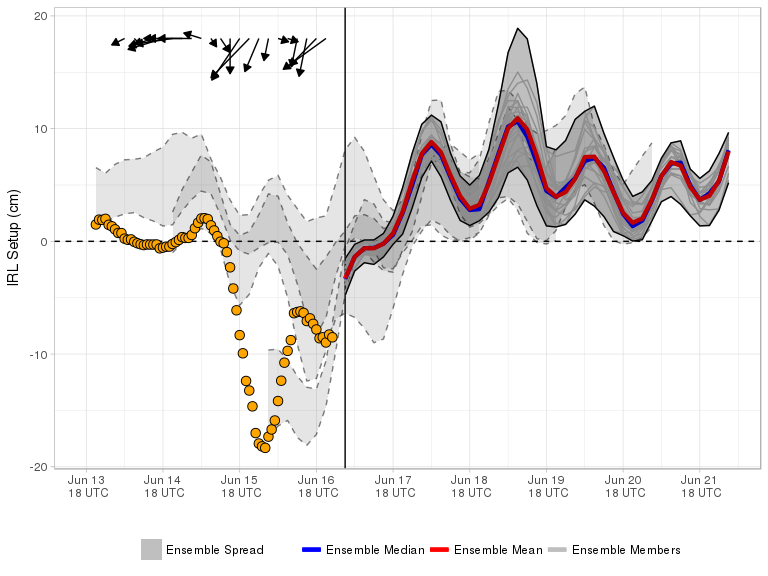 20
10
0
-10
-20
IRL Setup (cm)
Jun 13 Jun 14 Jun 15 Jun 16 Jun 17 Jun 18 Jun 19 Jun 20 Jun 21
18 UTC 18 UTC 18 UTC 18 UTC 18 UTC 18 UTC 18 UTC 18 UTC 18 UTC
Ensemble Spread Ensemble Median Ensemble Mean Ensemble Members